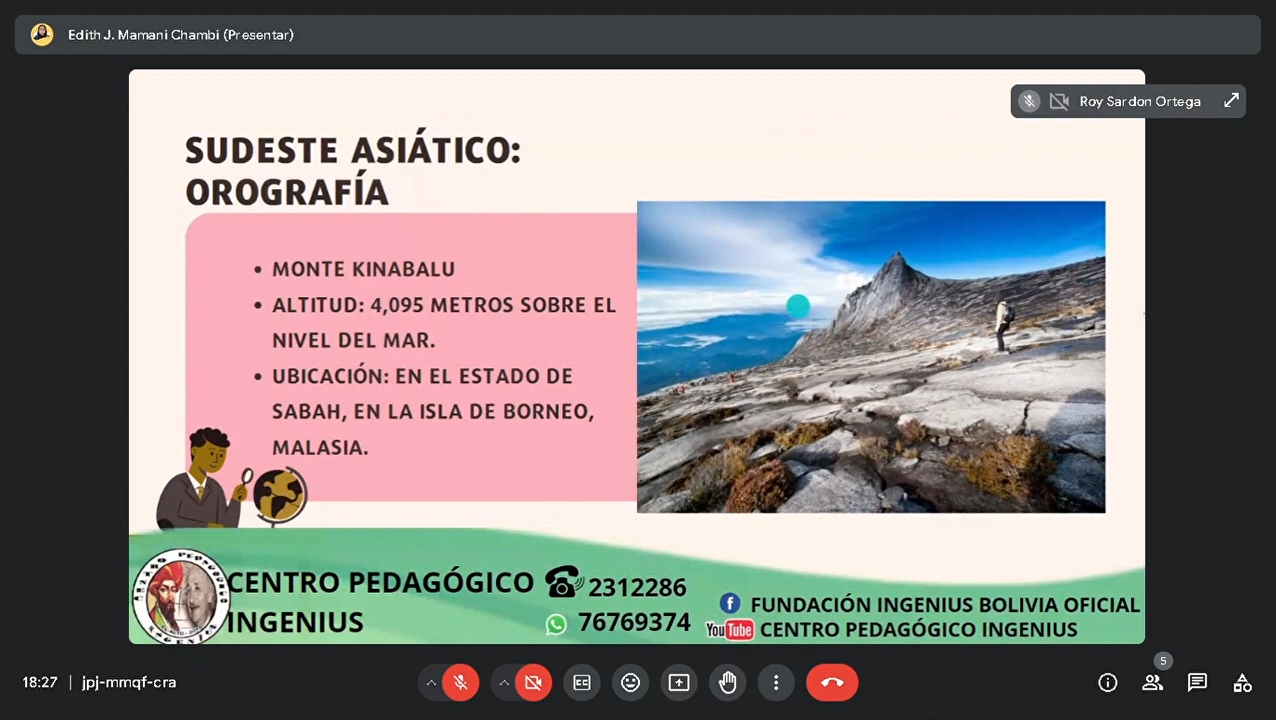 Edith J. Mamani Chambi (Presentar)
Roy Sardon Ortega
SUDESTE ASIÁTICO:
OROGRAFÍA
• MONTE KINABALU
• ALTITUD: 4,095 METROS SOBRE EL
NIVEL DEL MAR.
• UBICACIÓN: EN EL ESTADO DE
SABAH, EN LA ISLA DE BORNEO,
MALASIA.
CENTRO PEDAGÓGICO
INGENIUS
2312286
76769374
FUNDACIÓN INGENIUS BOLIVIA OFICIAL
YouTube CENTRO PEDAGÓGICO INGENIUS
18:27 | jpj-mmqf-cra
5